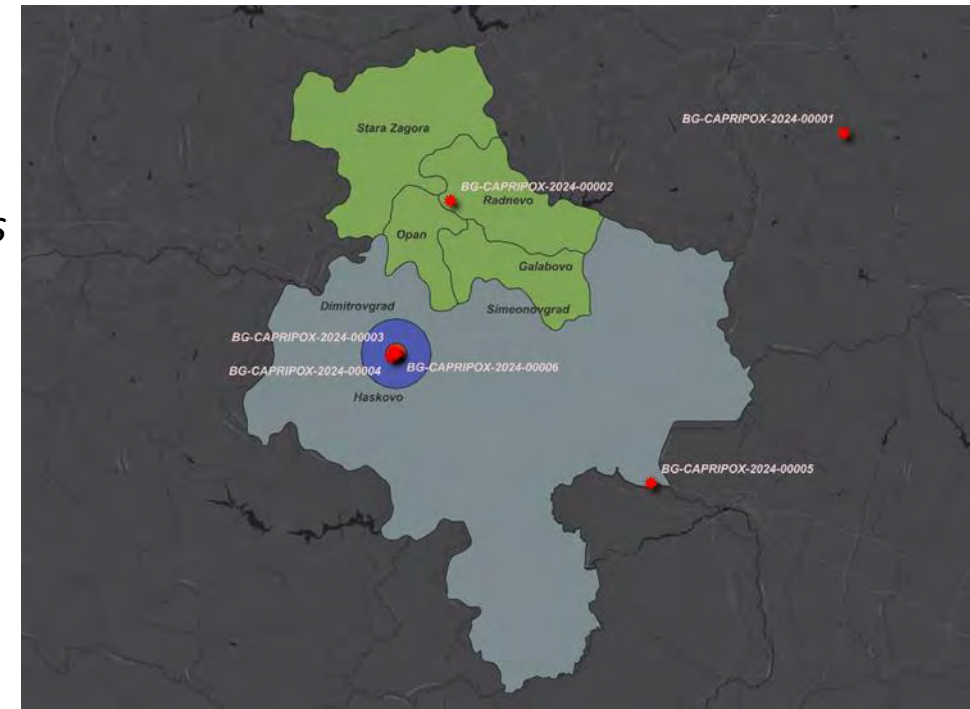 BG-CAPRIPOX-2024-00001
Stara Zagora
BG-CAPRIPOX-2024-00002
Radnevo
s
Opan
Galabovo
Dimitrovgrad
Simeonovgrad
BG-CAPRIPOX-2024-00003
BG-CAPRIPOX-2024-00004
BG-CAPRIPOX-2024-00006
Haskovo
BG-CAPRIPOX-2024-00005